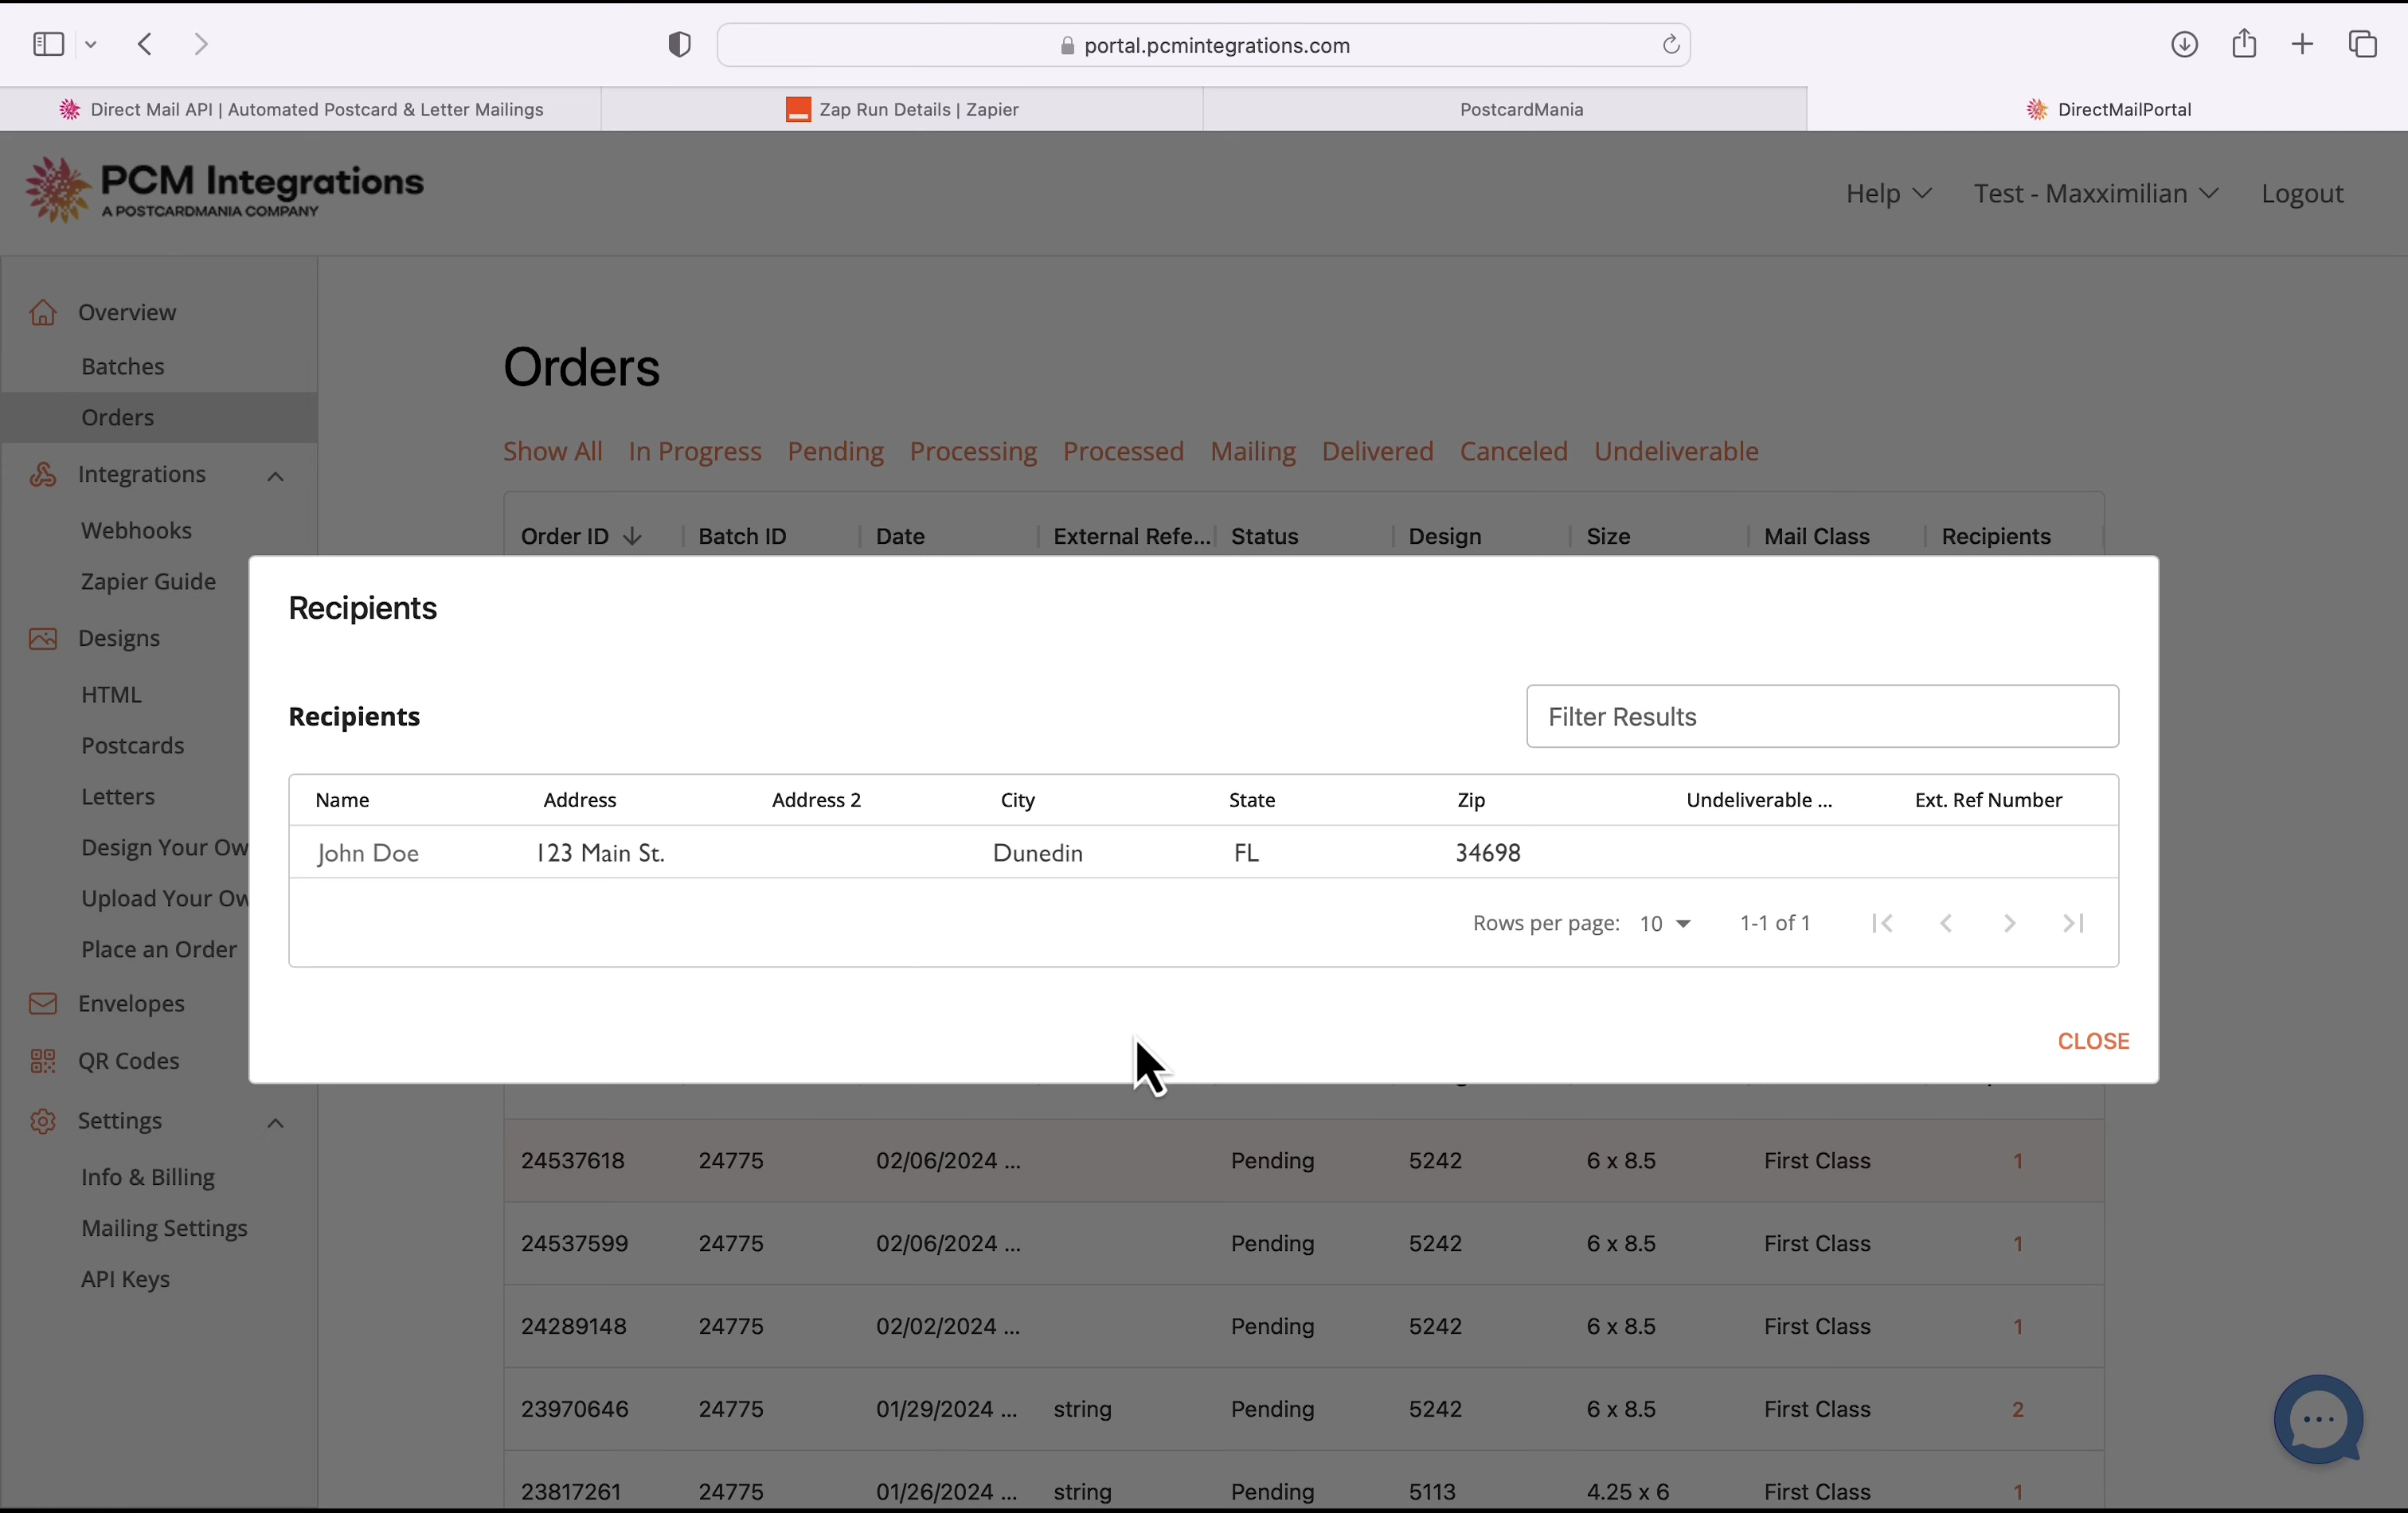 portal.pcmintegrations.com
Direct Mail API | Automated Postcard & Letter Mailings
Zap Run Details | Zapier
PostcardMania
DirectMailPortal
PCM Integrations
A POSTCARDMANIA COMPANY
Help
Test - Maxximilian
Logout
Overview
Batches
Orders
Integrations
Webhooks
Zapier Guide
Designs
HTML
Postcards
Letters
Design Your Ow
Upload Your Ow
Place an Order
Envelopes
QR Codes
Settings
Info & Billing
Mailing Settings
API Keys
Orders
Show All In Progress Pending Processing Processed Mailing Delivered Canceled Undeliverable
Order ID Batch ID Date External Refe... Status Design Size Mail Class Recipients
Recipients
Recipients
Filter Results
Name Address Address 2 City State Zip Undeliverable ... Ext. Ref Number
John Doe 123 Main St. Dunedin FL 34698
Rows per page: 10 1-1 of 1
CLOSE
24537618 24775 02/06/2024 ... Pending 5242 6 x 8.5 First Class 1
24537599 24775 02/06/2024 ... Pending 5242 6 x 8.5 First Class 1
24289148 24775 02/02/2024 ... Pending 5242 6 x 8.5 First Class 1
23970646 24775 01/29/2024 ... string Pending 5242 6 x 8.5 First Class 2
23817261 24775 01/26/2024 ... string Pending 5113 4.25 x 6 First Class 1